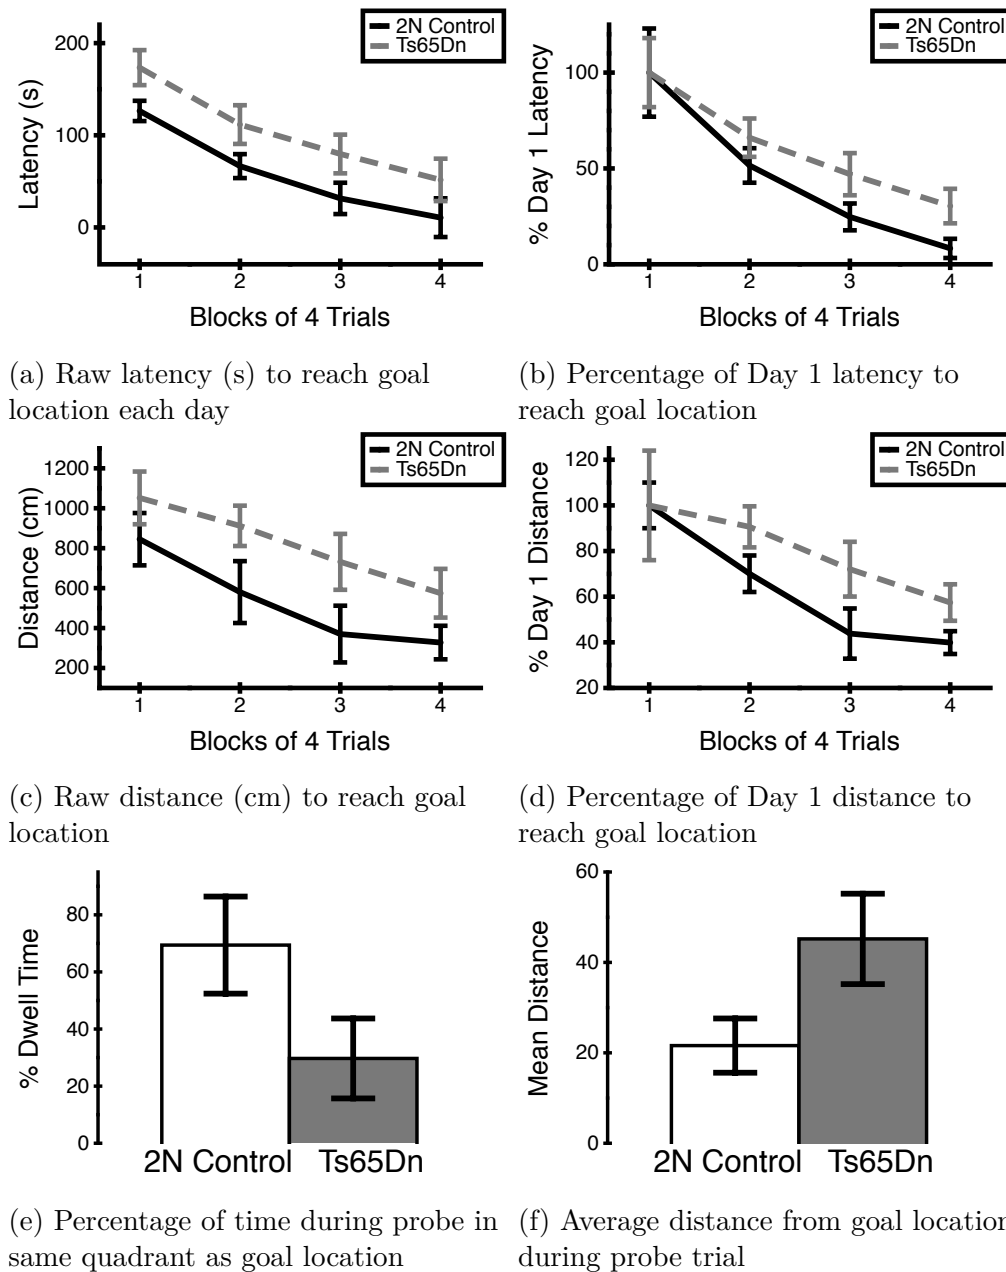 2N Control
Ts65Dn
200
100
0
Latency (s)
1 2 3 4
Blocks of 4 Trials
2N Control
Ts65Dn
100
50
0
% Day 1 Latency
1 2 3 4
Blocks of 4 Trials
(a) Raw latency (s) to reach goal
location each day
(b) Percentage of Day 1 latency to
reach goal location
2N Control
Ts65Dn
1200
1000
800
600
400
200
Distance (cm)
1 2 3 4
Blocks of 4 Trials
2N Control
Ts65Dn
120
100
80
60
40
20
% Day 1 Distance
1 2 3 4
Blocks of 4 Trials
(c) Raw distance (cm) to reach goal
location
(d) Percentage of Day 1 distance to
reach goal location
80
60
40
20
0
% Dwell Time
2N Control Ts65Dn
60
40
20
0
Mean Distance
2N Control Ts65Dn
(e) Percentage of time during probe in
same quadrant as goal location
(f) Average distance from goal location
during probe trial